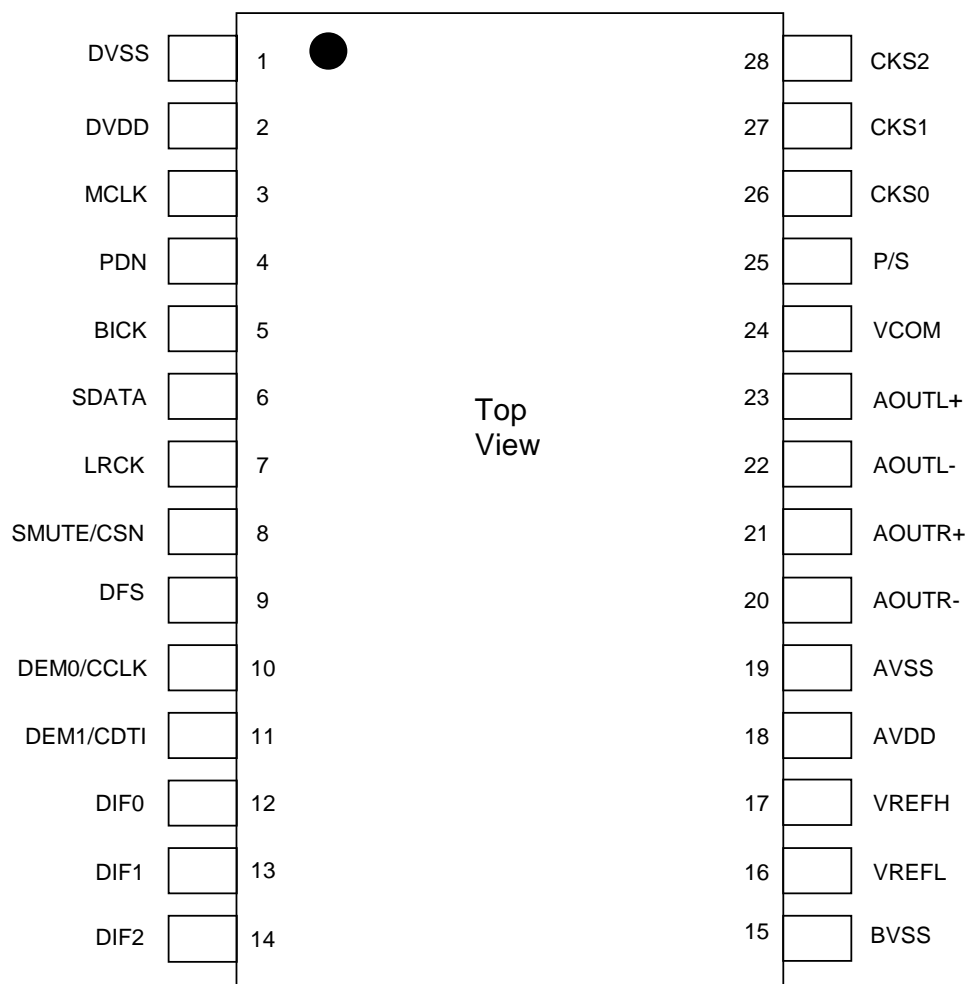 DVSS 1 28 CKS2
DVDD 2 27 CKS1
MCLK 3 26 CKS0
PDN 4 25 P/S
BICK 5 24 VCOM
SDATA 6 23 AOUTL+
Top
View
LRCK 7 22 AOUTL-
SMUTE/CSN 8 21 AOUTR+
DFS 9 20 AOUTR-
DEM0/CCLK 10 19 AVSS
DEM1/CDTI 11 18 AVDD
DIF0 12 17 VREFH
DIF1 13 16 VREFL
DIF2 14 15 BVSS